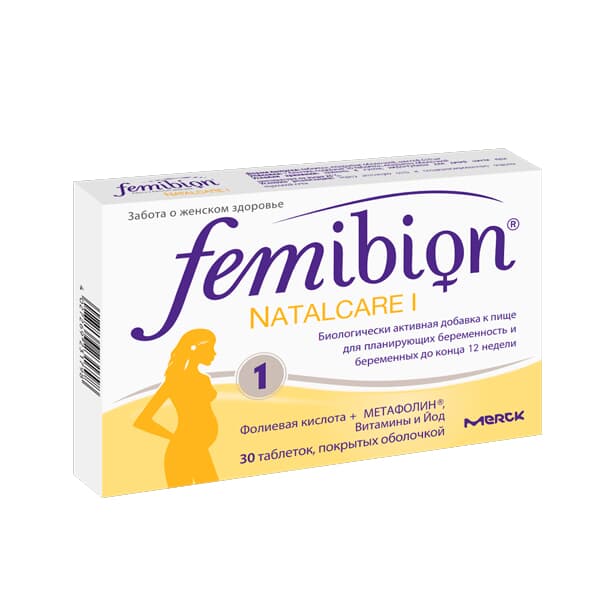 femibion
NATALCARE I
Забота о женском здоровье
femibion®
NATALCARE I
Биологически активная добавка к пище
для планирующих беременность и
беременных до конца 12 недели
1
Фолиевая кислота + МЕТАФОЛИН®,
Витамины и Йод
30 таблеток, покрытых оболочкой
MERCK